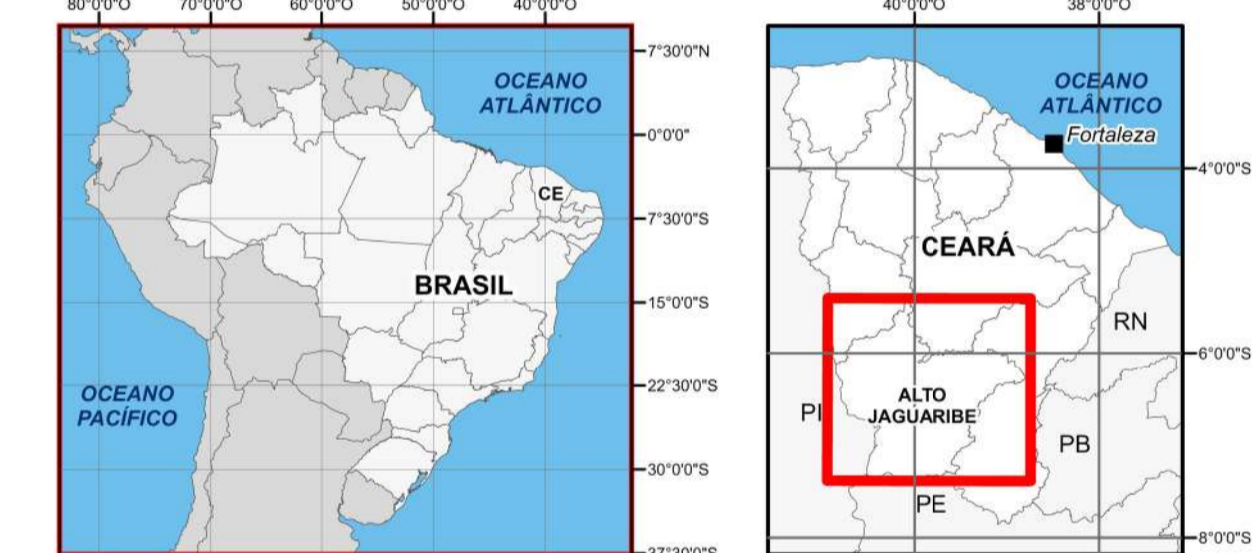 80°0'0"O 70°0'0"O 60°0'0"O 50°0'0"O 40°0'0"O
7°30'0"N
OCEANO
ATLÂNTICO
0°0'0"
CE
7°30'0"S
BRASIL
15°0'0"S
22°30'0"S
OCEANO
PACÍFICO
30°0'0"S
37°30'0"S
40°0'0"O 38°0'0"O
OCEANO
ATLÂNTICO
Fortaleza
4°0'0"S
CEARÁ
RN
6°0'0"S
ALTO
JAGUARIBE
PI
PB
PE
8°0'0"S